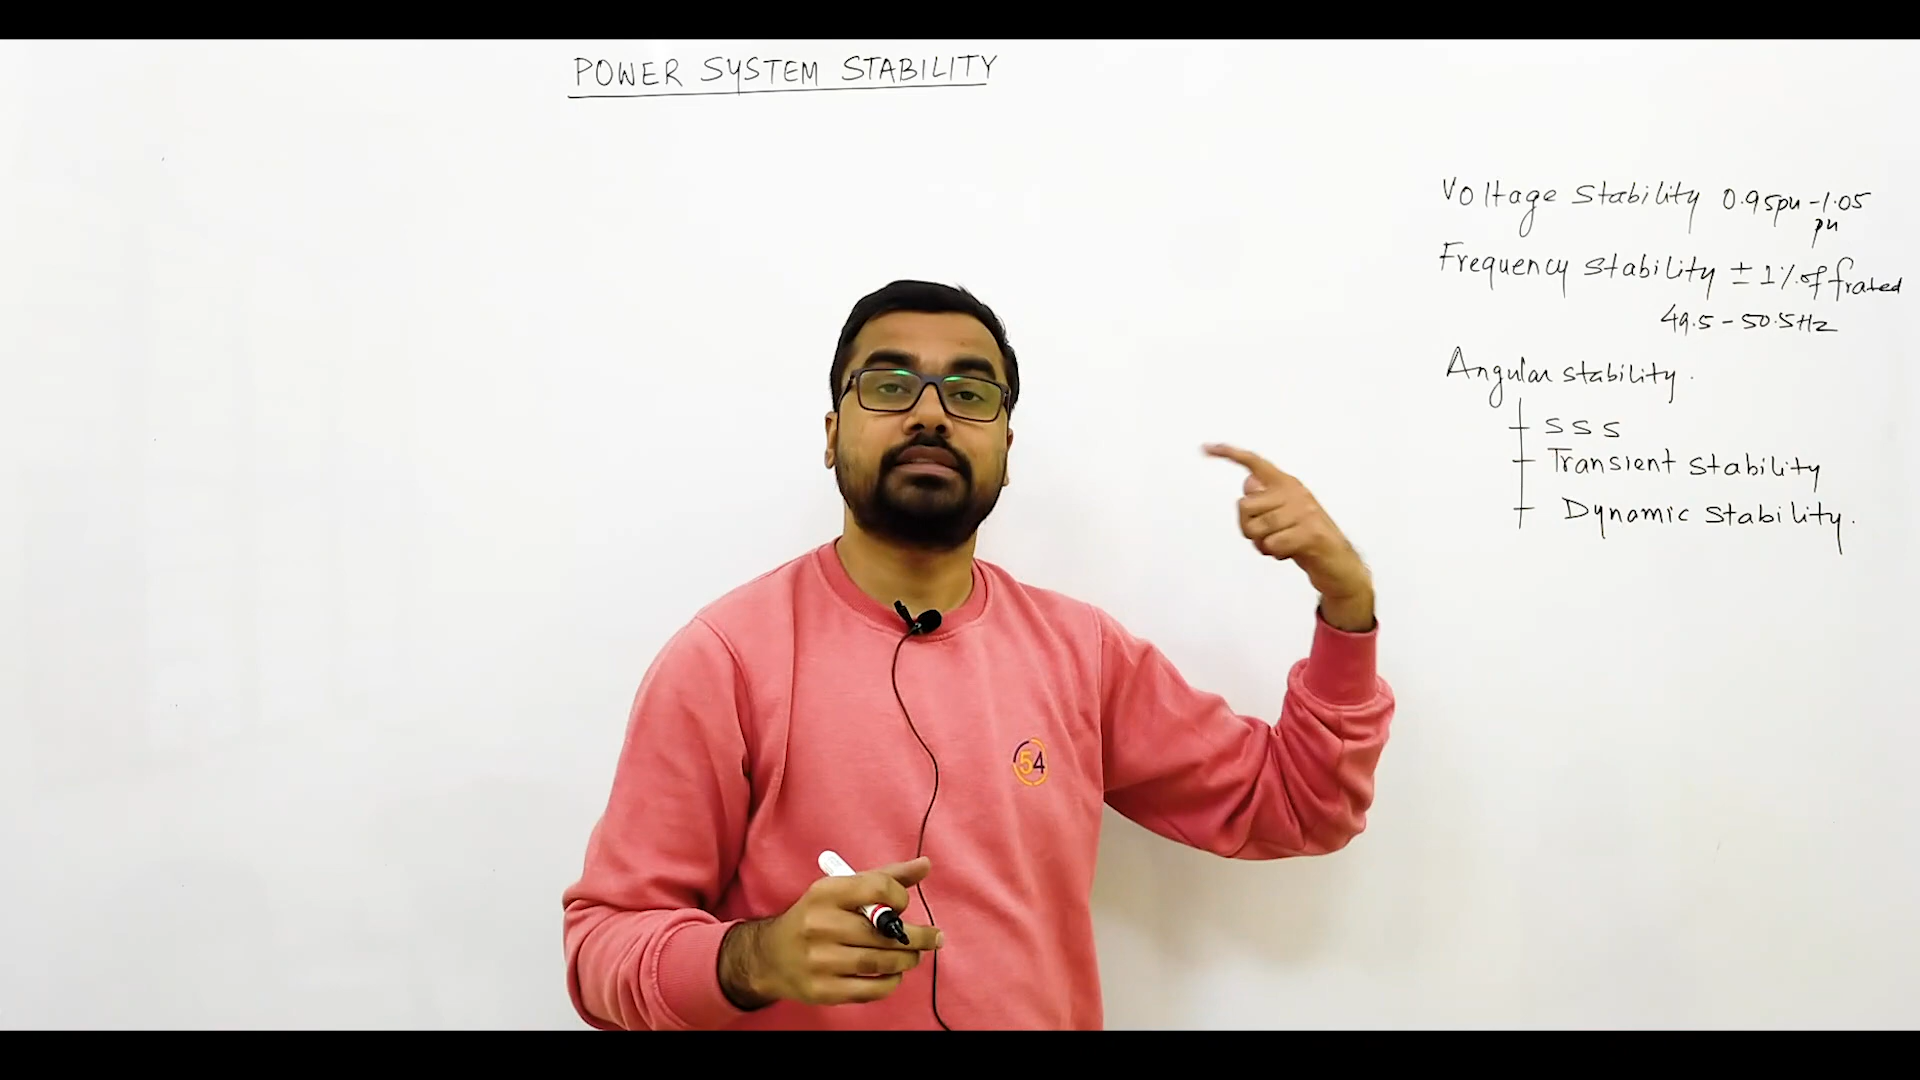 POWER SYSTEM STABILITY
Voltage Stability 0.95pu-1.05
pu
Frequency Stability ± 1% of frated
49.5-50.5Hz
Angular stability.
SSS
Transient Stability
Dynamic Stability.
54